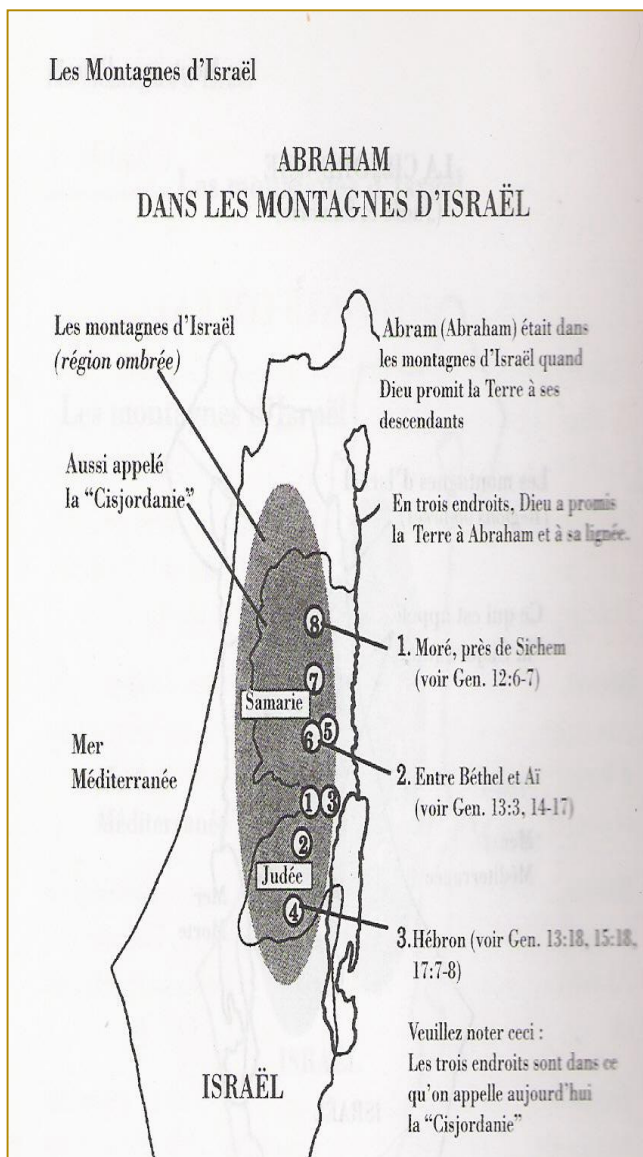 Les Montagnes d'Israël
ABRAHAM
DANS LES MONTAGNES D'ISRAËL
Les montagnes d'Israël
(région ombrée)
Abram (Abraham) était dans
les montagnes d'Israël quand
Dieu promit la Terre à ses
descendants
Aussi appelé
la “Cisjordanie”
En trois endroits, Dieu a promis
la Terre à Abraham et à sa lignée.
8
1. Moré, près de Sichem
(voir Gen. 12:6-7)
7
Samarie
6 5
Mer
Méditerranée
2. Entre Béthel et Aï
(voir Gen. 13:3, 14-17)
1 3
2
Judée
4
3. Hébron (voir Gen. 13:18, 15:18,
17:7-8)
Veuillez noter ceci :
Les trois endroits sont dans ce
qu'on appelle aujourd'hui
la “Cisjordanie”
ISRAËL